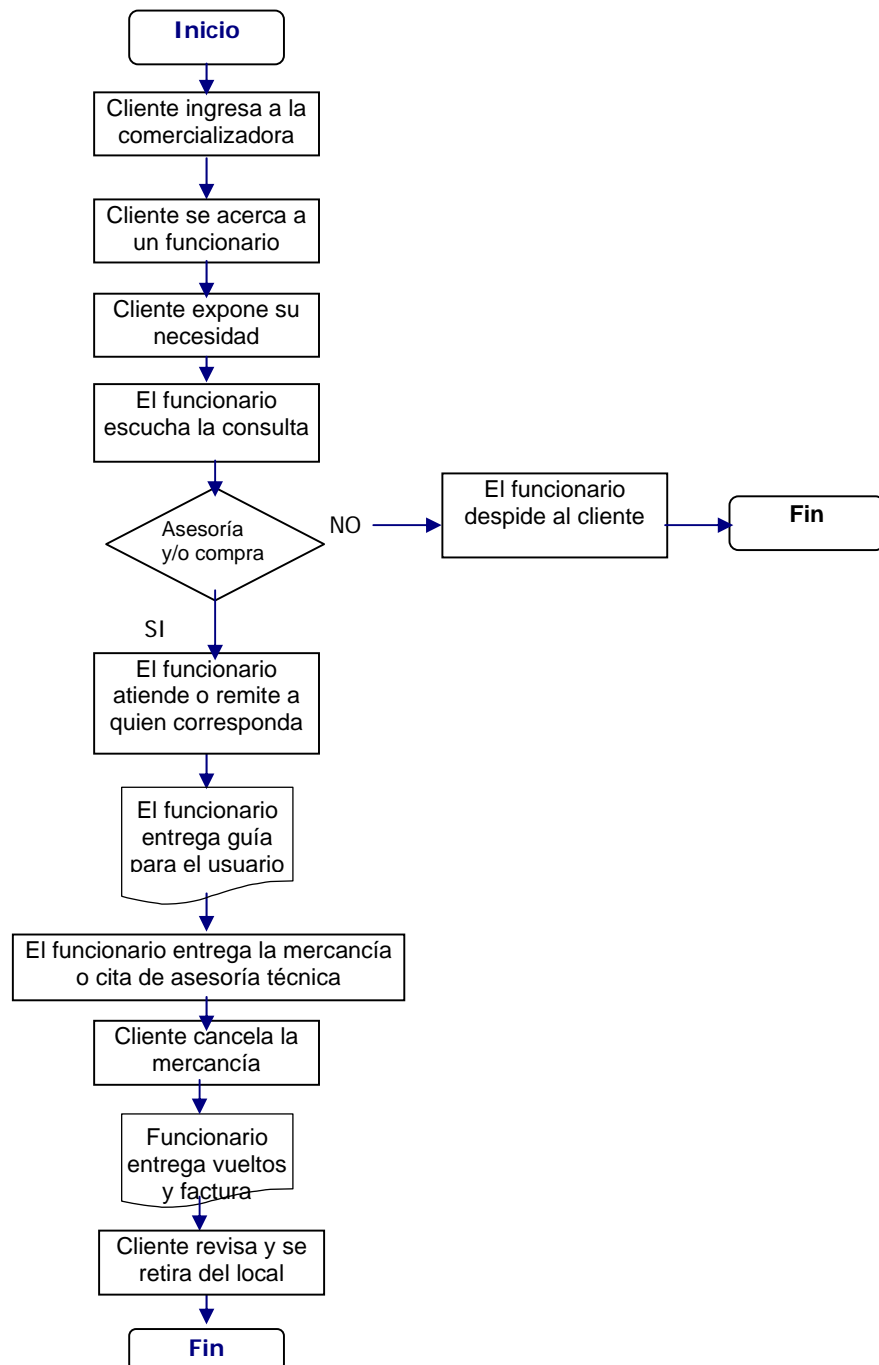 Inicio
Cliente ingresa a la
comercializadora
Cliente se acerca a
un funcionario
Cliente expone su
necesidad
El funcionario
escucha la consulta
Asesoría
y/o compra
NO
El funcionario
despide al cliente
Fin
SI
El funcionario
atiende o remite a
quien corresponda
El funcionario
entrega guía
para el usuario
El funcionario entrega la mercancía
o cita de asesoría técnica
Cliente cancela la
mercancía
Funcionario
entrega vueltos
y factura
Cliente revisa y se
retira del local
Fin